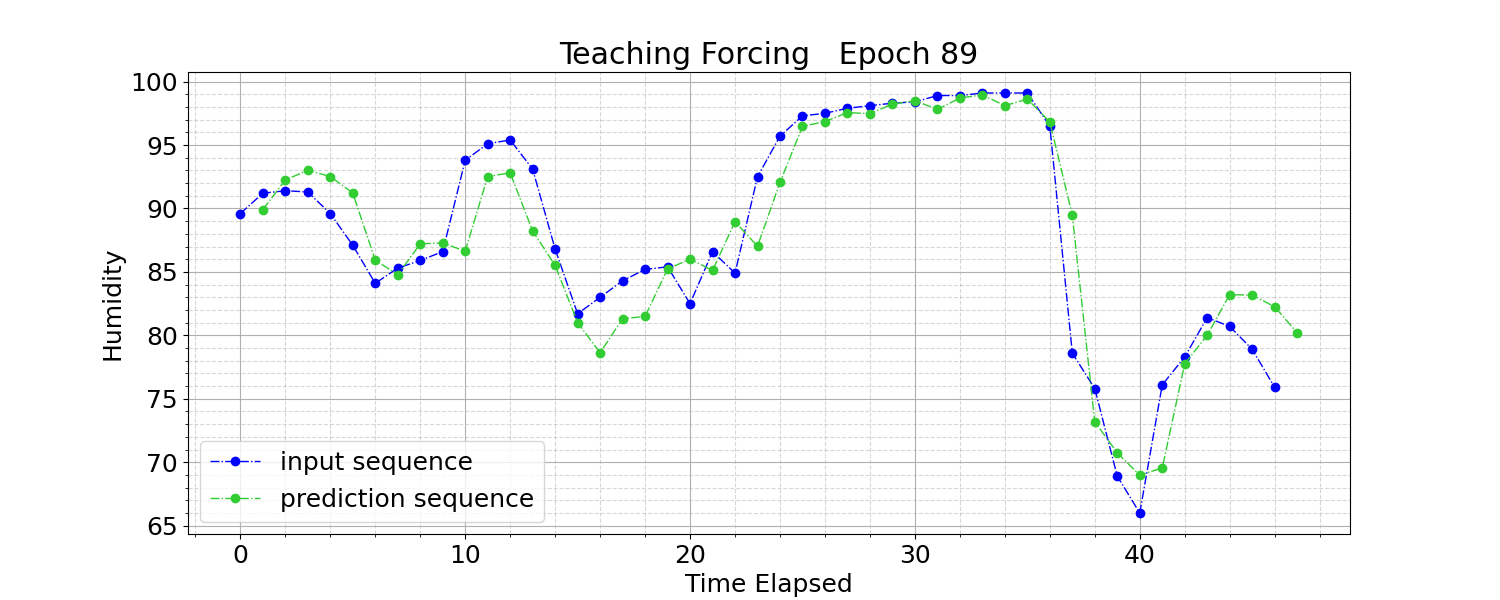 Teaching Forcing   Epoch 89
100
95
90
85
80
75
70
65
Humidity
input sequence
prediction sequence
0 10 20 30 40
Time Elapsed